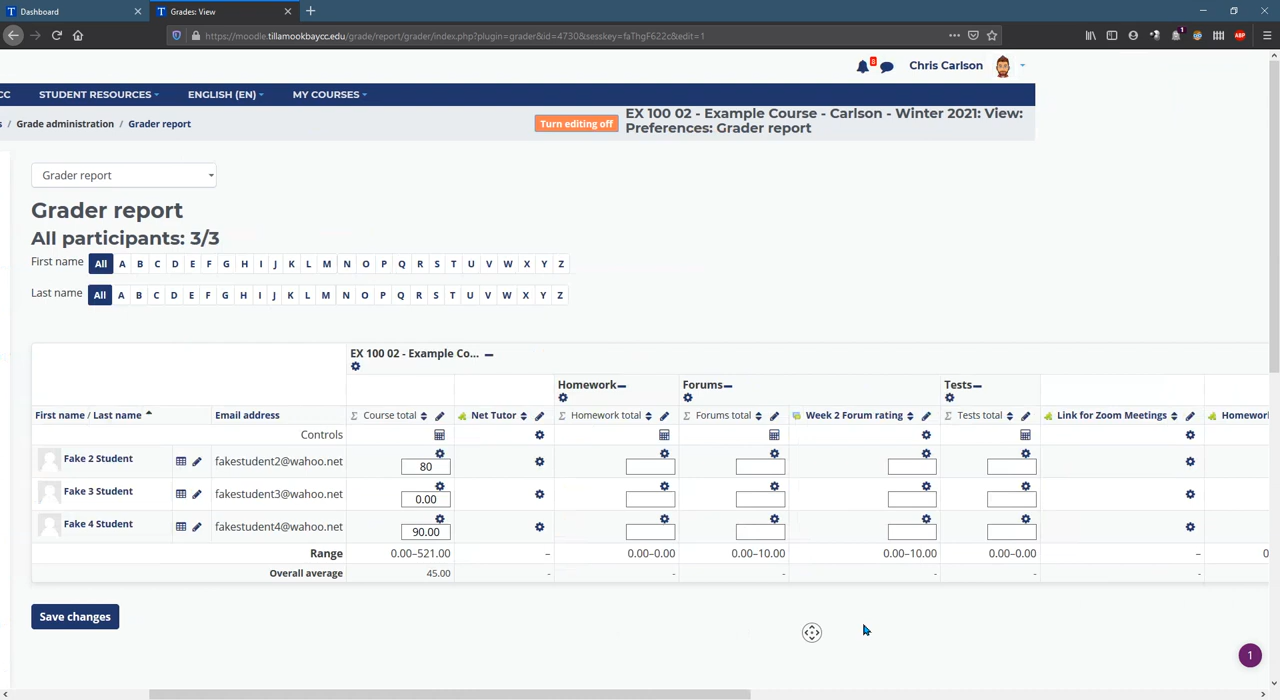 Dashboard
Grades: View
https://moodle.tillamookbaycc.edu/grade/report/grader/index.php?plugin=grader&id=4730&sesskey=faThgF622c&edit=1
1
ABP
8
Chris Carlson
CC
STUDENT RESOURCES
ENGLISH (EN)
MY COURSES
s / Grade administration / Grader report
Turn editing off
EX 100 02 - Example Course - Carlson - Winter 2021: View:
Preferences: Grader report
Grader report
Grader report
All participants: 3/3
First name All A B C D E F G H I J K L M N O P Q R S T U V W X Y Z
Last name All A B C D E F G H I J K L M N O P Q R S T U V W X Y Z
EX 100 02 - Example Co...
Homework
Forums
Tests
First name / Last name Email address Σ Course total Net Tutor Σ Homework total Σ Forums total Week 2 Forum rating Σ Tests total Link for Zoom Meetings Homewor
Controls
Fake 2 Student fakestudent2@wahoo.net 80
Fake 3 Student fakestudent3@wahoo.net 0.00
Fake 4 Student fakestudent4@wahoo.net 90.00
Range 0.00–521.00 – 0.00–0.00 0.00–10.00 0.00–10.00 0.00–0.00 – 0
Overall average 45.00 - - - - - -
Save changes
1